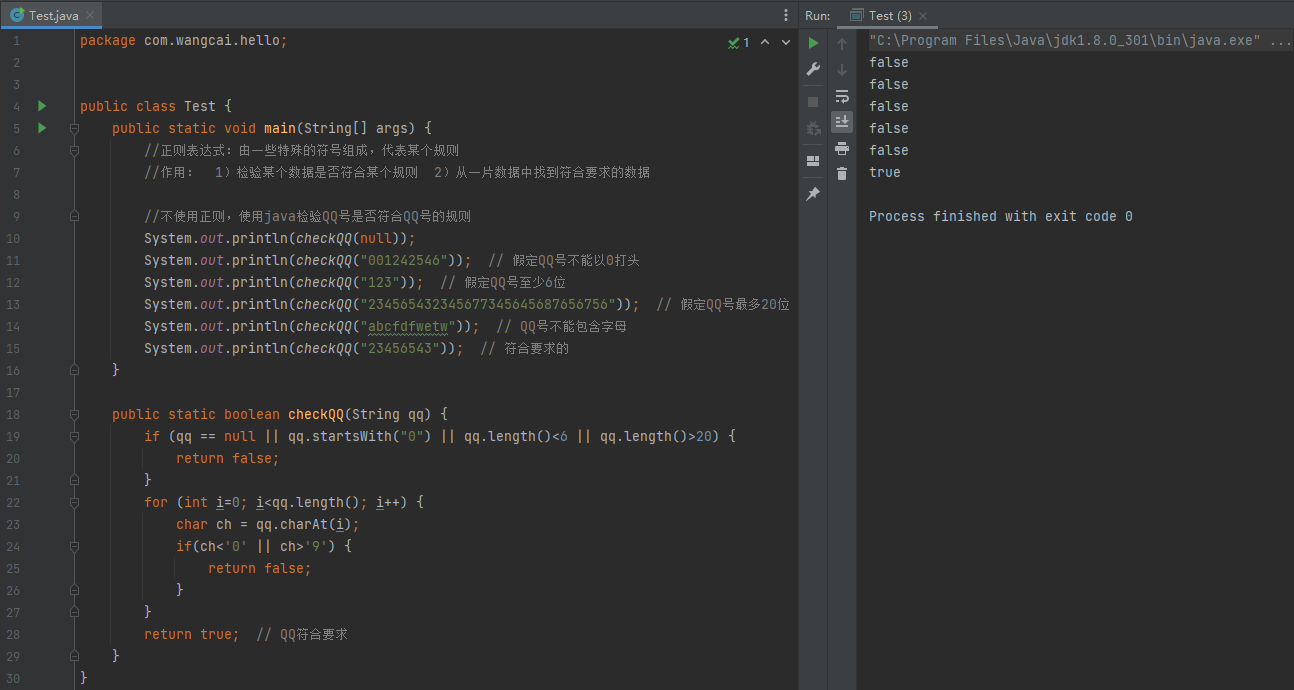 Test.java
1 package com.wangcai.hello;
2
3
4 public class Test {
5 public static void main(String[] args) {
6 //正则表达式：由一些特殊的符号组成，代表某个规则
7 //作用： 1）检验某个数据是否符合某个规则 2）从一片数据中找到符合要求的数据
8
9 //不使用正则，使用java检验QQ号是否符合QQ号的规则
10 System.out.println(checkQQ(null));
11 System.out.println(checkQQ("001242546")); // 假定QQ号不能以0打头
12 System.out.println(checkQQ("123")); // 假定QQ号至少6位
13 System.out.println(checkQQ("234565432345677345645687656756")); // 假定QQ号最多20位
14 System.out.println(checkQQ("abcfdfwetw")); // QQ号不能包含字母
15 System.out.println(checkQQ("23456543")); // 符合要求的
16 }
17
18 public static boolean checkQQ(String qq) {
19 if (qq == null || qq.startsWith("0") || qq.length()<6 || qq.length()>20) {
20 return false;
21 }
22 for (int i=0; i<qq.length(); i++) {
23 char ch = qq.charAt(i);
24 if(ch<'0' || ch>'9') {
25 return false;
26 }
27 }
28 return true; // QQ符合要求
29 }
30 }
1
Run: Test (3)
"C:\Program Files\Java\jdk1.8.0_301\bin\java.exe" ...
false
false
false
false
false
true
Process finished with exit code 0